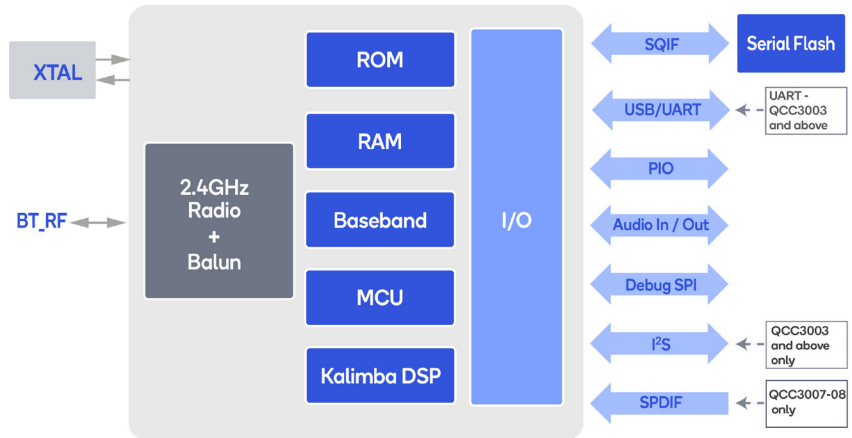 XTAL
BT_RF
2.4GHz
Radio
+
Balun
ROM
RAM
Baseband
MCU
Kalimba DSP
I/O
SQIF
Serial Flash
USB/UART
UART -
QCC3003
and above
PIO
Audio In / Out
Debug SPI
I²S
QCC3003
and above
only
SPDIF
QCC3007-08
only